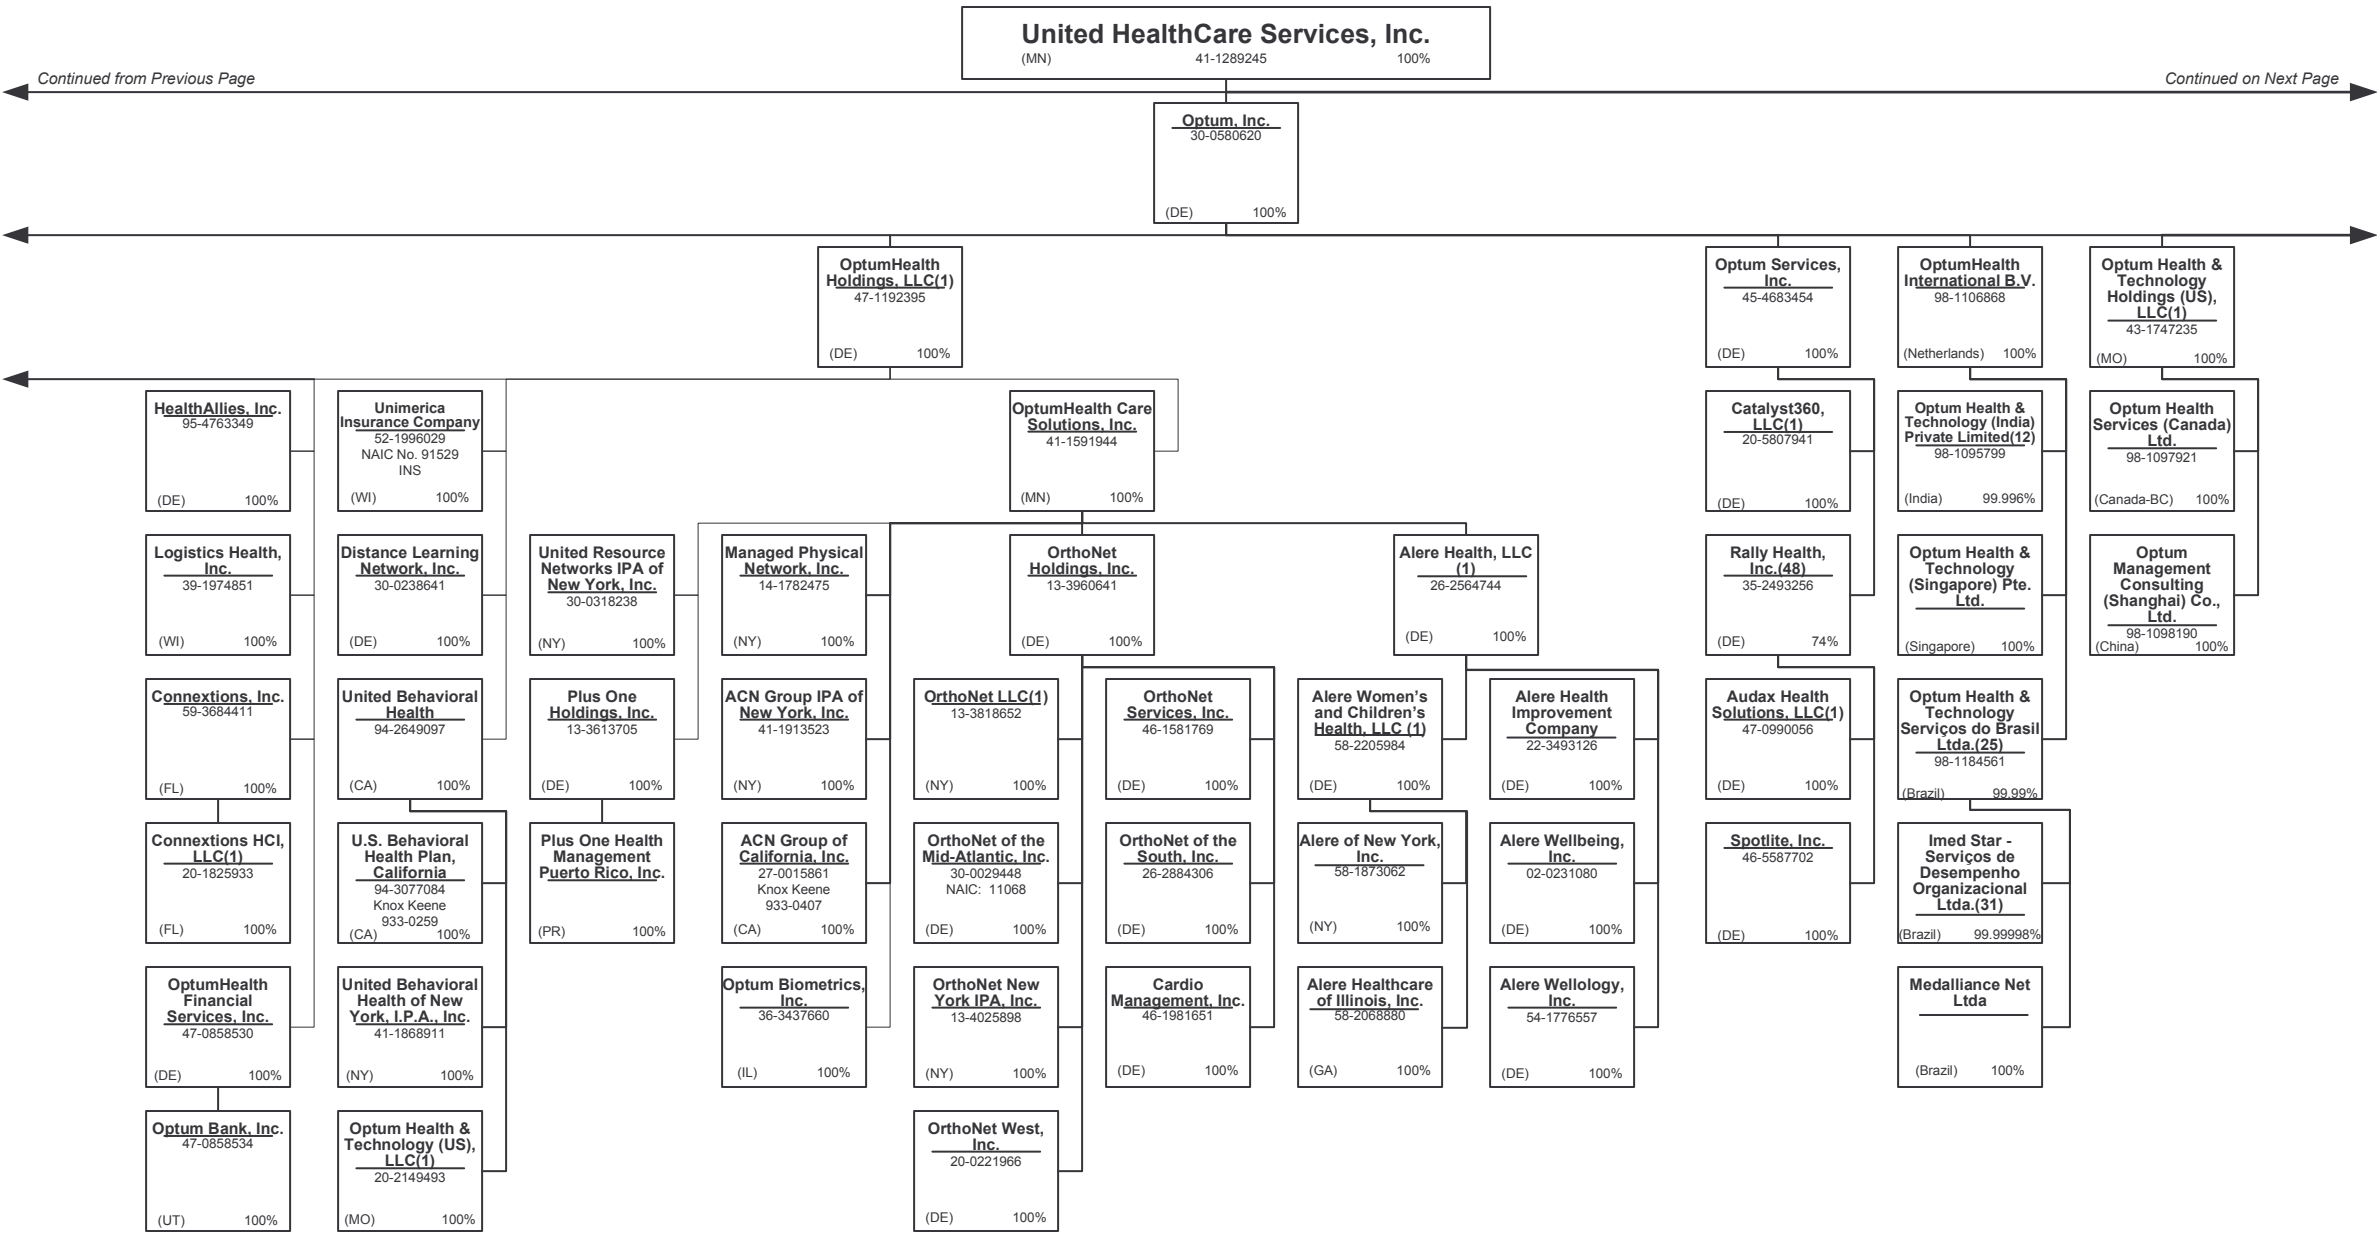 United HealthCare Services, Inc.
(MN) 41-1289245 100%
Continued from Previous Page
Continued on Next Page
Optum, Inc.
30-0580620
(DE) 100%
OptumHealth
Holdings, LLC(1)
47-1192395
(DE) 100%
Optum Services,
Inc.
45-4683454
(DE) 100%
OptumHealth
International B.V.
98-1106868
(Netherlands) 100%
Optum Health &
Technology
Holdings (US),
LLC(1)
43-1747235
(MO) 100%
HealthAllies, Inc.
95-4763349
(DE) 100%
Unimerica
Insurance Company
52-1996029
NAIC No. 91529
INS
(WI) 100%
OptumHealth Care
Solutions, Inc.
41-1591944
(MN) 100%
Catalyst360,
LLC(1)
20-5807941
(DE) 100%
Optum Health &
Technology (India)
Private Limited(12)
98-1095799
(India) 99.996%
Optum Health
Services (Canada)
Ltd.
98-1097921
(Canada-BC) 100%
Logistics Health,
Inc.
39-1974851
(WI) 100%
Distance Learning
Network, Inc.
30-0238641
(DE) 100%
United Resource
Networks IPA of
New York, Inc.
30-0318238
(NY) 100%
Managed Physical
Network, Inc.
14-1782475
(NY) 100%
OrthoNet
Holdings, Inc.
13-3960641
(DE) 100%
Alere Health, LLC
(1)
26-2564744
(DE) 100%
Rally Health,
Inc.(48)
35-2493256
(DE) 74%
Optum Health &
Technology
(Singapore) Pte.
Ltd.
(Singapore) 100%
Optum
Management
Consulting
(Shanghai) Co.,
Ltd.
98-1098190
(China) 100%
Connextions, Inc.
59-3684411
(FL) 100%
United Behavioral
Health
94-2649097
(CA) 100%
Plus One
Holdings, Inc.
13-3613705
(DE) 100%
ACN Group IPA of
New York, Inc.
41-1913523
(NY) 100%
OrthoNet LLC(1)
13-3818652
(NY) 100%
OrthoNet
Services, Inc.
46-1581769
(DE) 100%
Alere Women's
and Children's
Health, LLC (1)
58-2205984
(DE) 100%
Alere Health
Improvement
Company
22-3493126
(DE) 100%
Audax Health
Solutions, LLC(1)
47-0990056
(DE) 100%
Optum Health &
Technology
Serviços do Brasil
Ltda.(25)
98-1184561
(Brazil) 99.99%
Connextions HCI,
LLC(1)
20-1825933
(FL) 100%
U.S. Behavioral
Health Plan,
California
94-3077084
Knox Keene
933-0259
(CA) 100%
Plus One Health
Management
Puerto Rico, Inc.
(PR) 100%
ACN Group of
California, Inc.
27-0015861
Knox Keene
933-0407
(CA) 100%
OrthoNet of the
Mid-Atlantic, Inc.
30-0029448
NAIC: 11068
(DE) 100%
OrthoNet of the
South, Inc.
26-2884306
(DE) 100%
Alere of New York,
Inc.
58-1873062
(NY) 100%
Alere Wellbeing,
Inc.
02-0231080
(DE) 100%
Spotlite, Inc.
46-5587702
(DE) 100%
Imed Star -
Serviços de
Desempenho
Organizacional
Ltda.(31)
(Brazil) 99.99998%
OptumHealth
Financial
Services, Inc.
47-0858530
(DE) 100%
United Behavioral
Health of New
York, I.P.A., Inc.
41-1868911
(NY) 100%
Optum Biometrics,
Inc.
36-3437660
(IL) 100%
OrthoNet New
York IPA, Inc.
13-4025898
(NY) 100%
Cardio
Management, Inc.
46-1981651
(DE) 100%
Alere Healthcare
of Illinois, Inc.
58-2068880
(GA) 100%
Alere Wellology,
Inc.
54-1776557
(DE) 100%
Medalliance Net
Ltda
(Brazil) 100%
Optum Bank, Inc.
47-0858534
(UT) 100%
Optum Health &
Technology (US),
LLC(1)
20-2149493
(MO) 100%
OrthoNet West,
Inc.
20-0221966
(DE) 100%